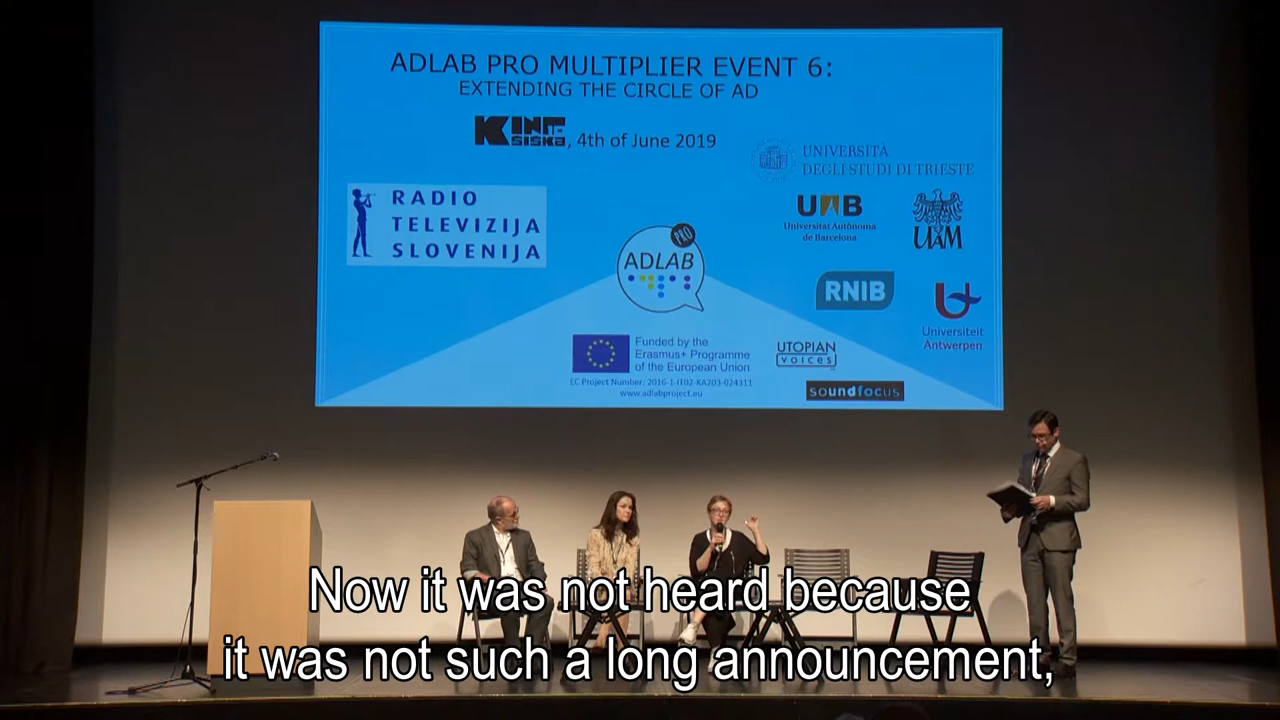 ADLAB PRO MULTIPLIER EVENT 6:
EXTENDING THE CIRCLE OF AD
KINO
SIŠKA, 4th of June 2019
UNIVERSITÀ
DEGLI STUDI DI TRIESTE
RADIO
TELEVIZIJA
SLOVENIJA
UAB
Universitat Autònoma
de Barcelona
UAM
PRO
ADLAB
RNIB
Universiteit
Antwerpen
Funded by the
Erasmus+ Programme
of the European Union
UTOPIAN
voices
EC Project Number: 2016-1-IT02-KA203-024311
www.adlabproject.eu
soundfocus
Now it was not heard because
it was not such a long announcement,